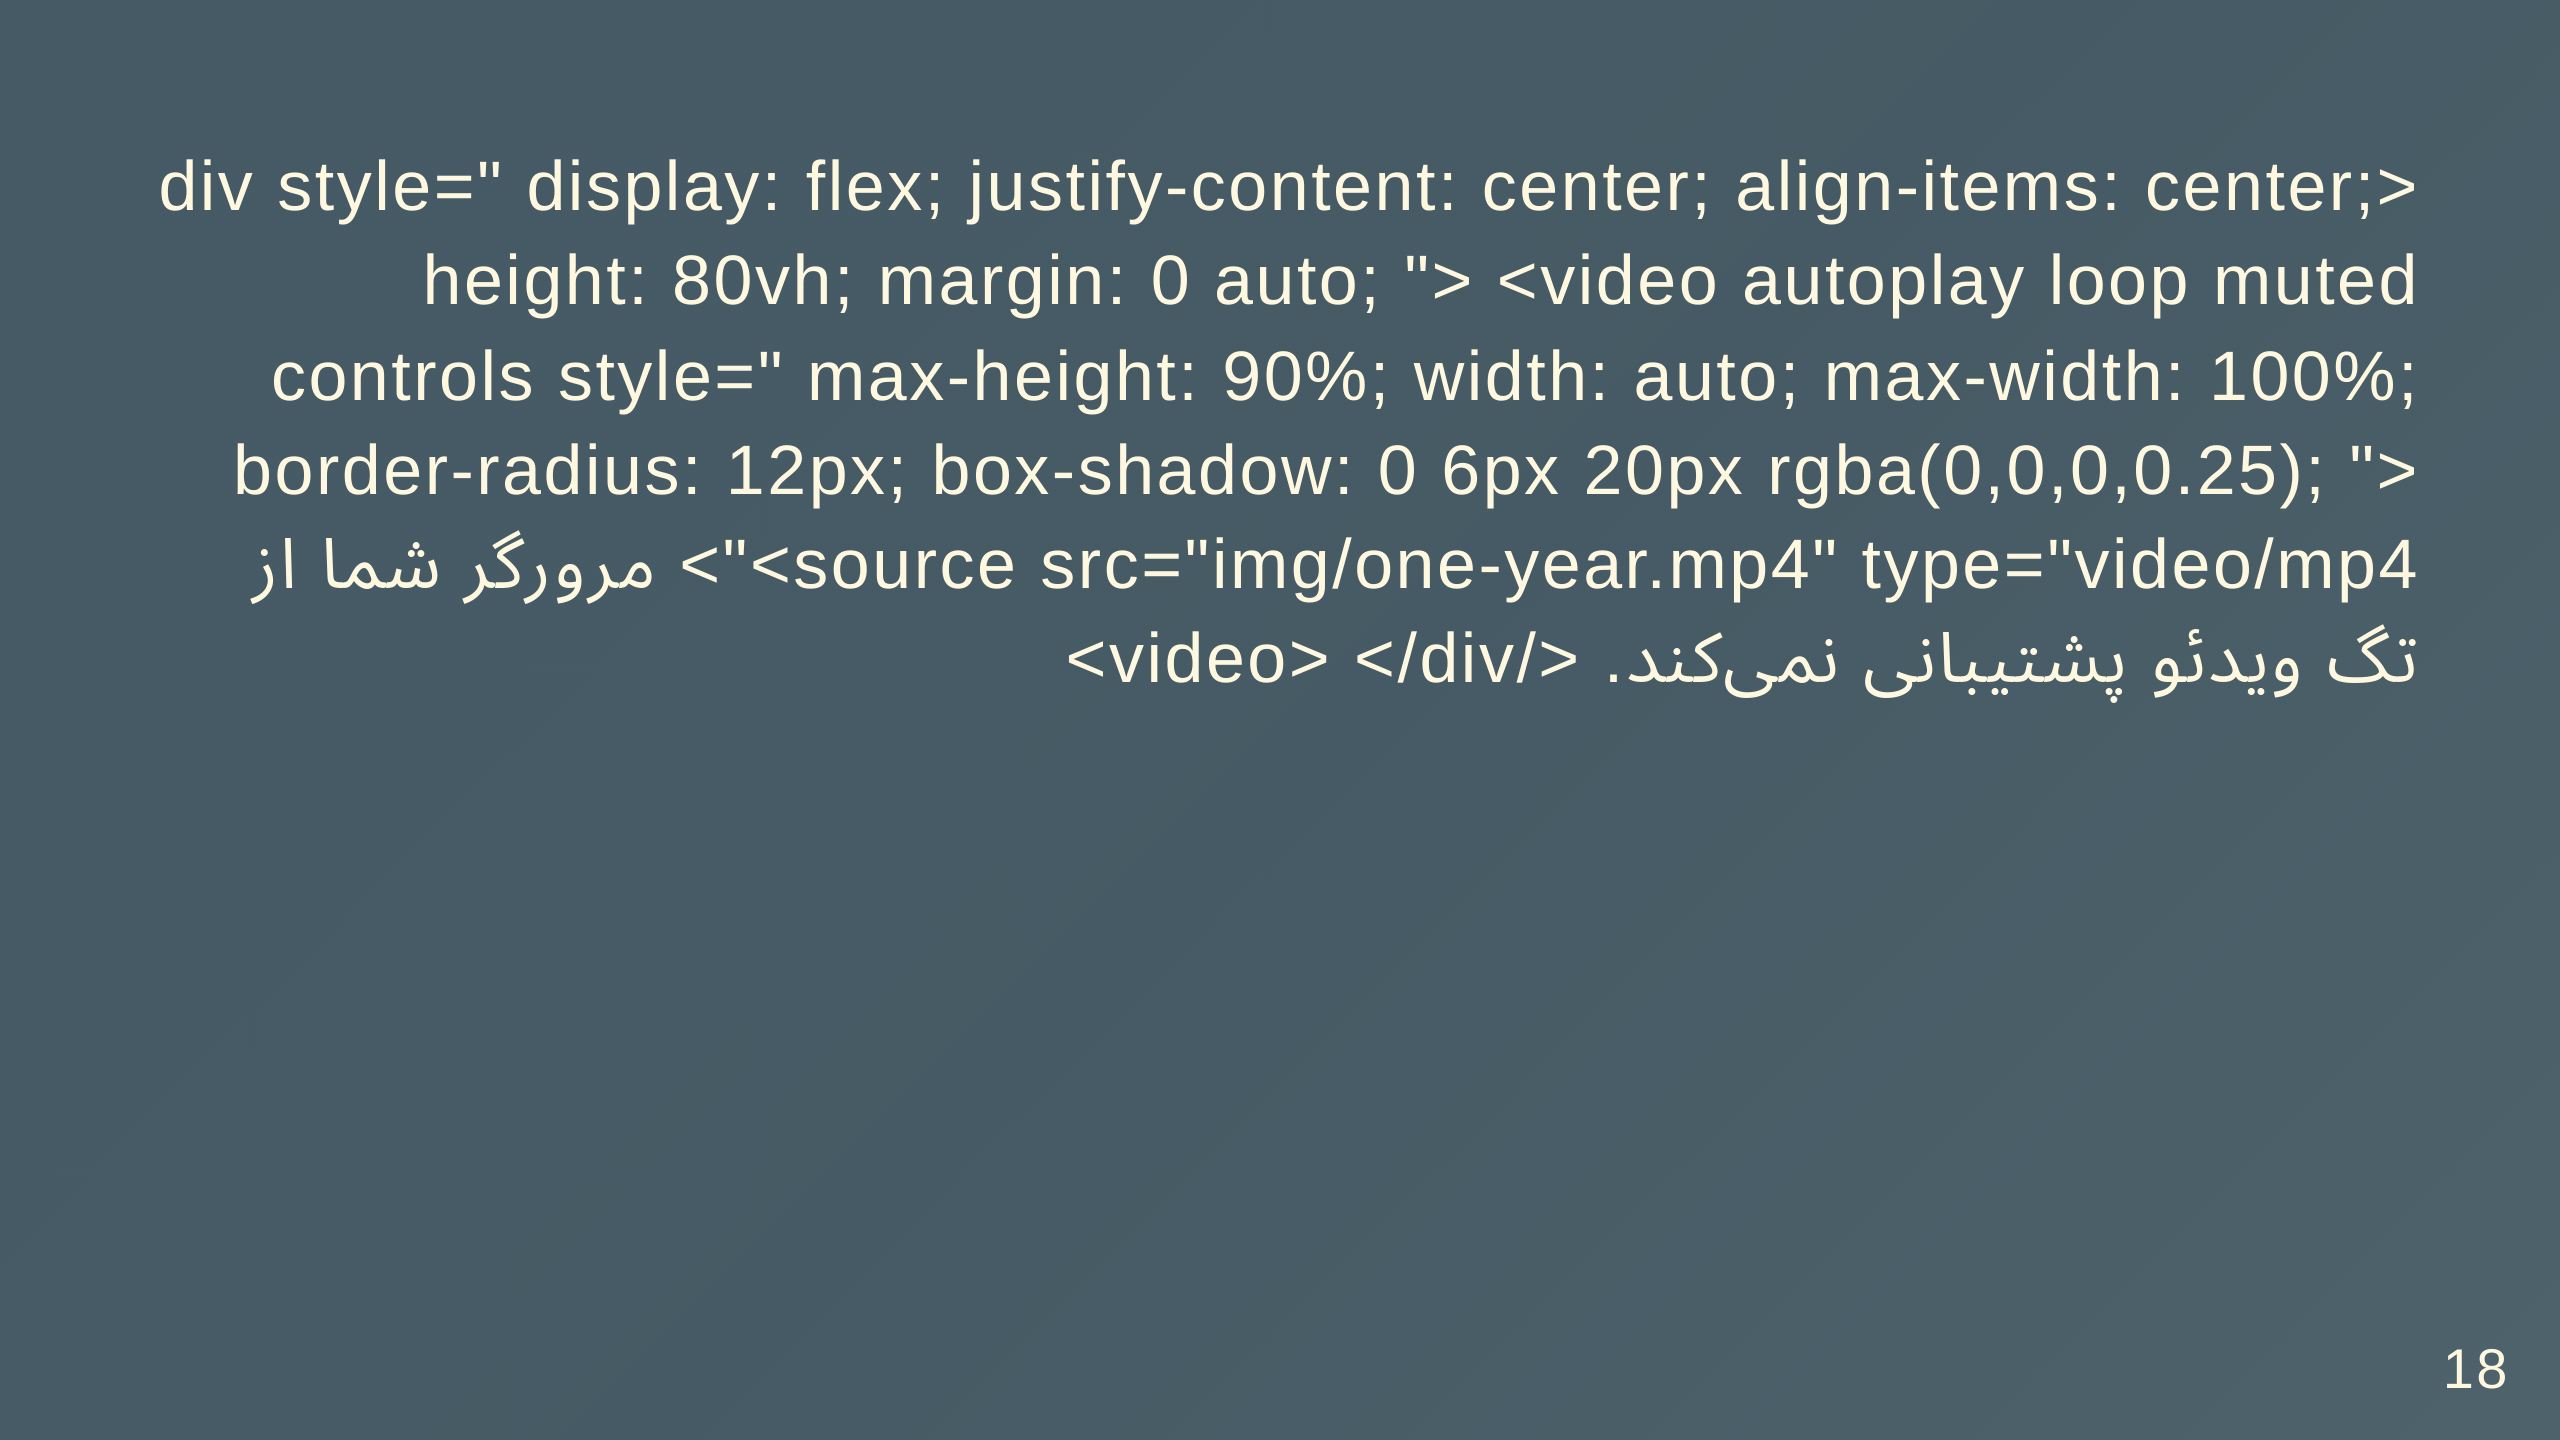 <div style=" display: flex; justify-content: center; align-items: center;
height: 80vh; margin: 0 auto; "> <video autoplay loop muted
controls style=" max-height: 90%; width: auto; max-width: 100%;
border-radius: 12px; box-shadow: 0 6px 20px rgba(0,0,0,0.25); ">
<source src="img/one-year.mp4" type="video/mp4"> مرورگر شما از
تگ ویدئو پشتیبانی نمی‌کند. </video> </div>
18